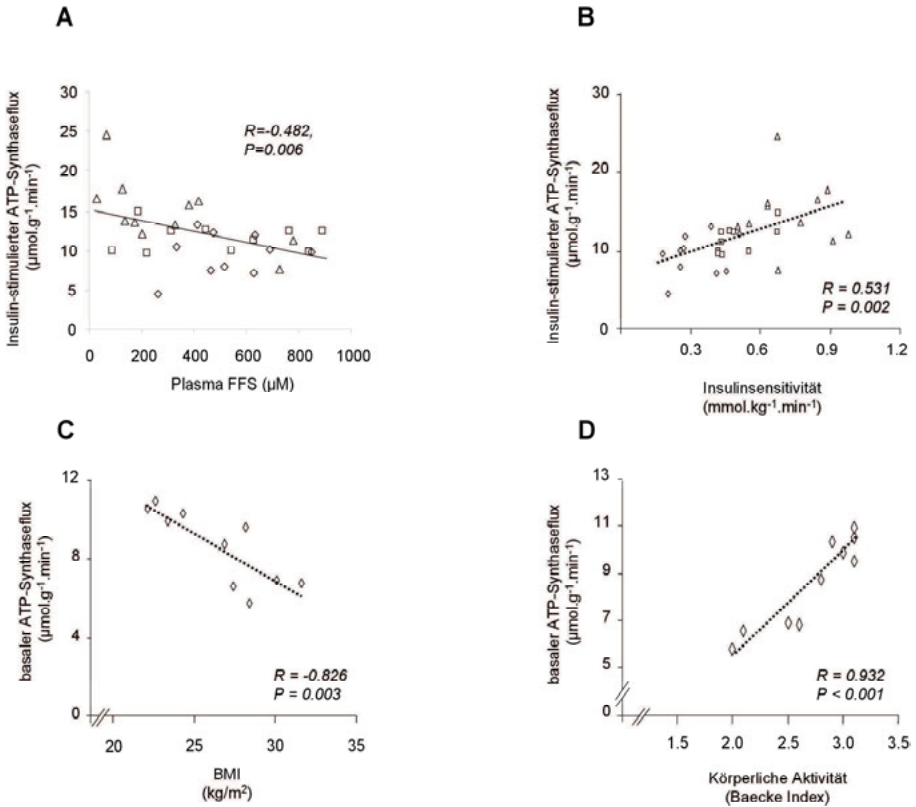 A
Insulin-stimulierter ATP-Syntheseflux
(µmol.g⁻¹.min⁻¹)
30
25
20
15
10
5
0
R=-0.482,
P=0.006
0 200 400 600 800 1000
Plasma FFS (µM)
B
Insulin-stimulierter ATP-Synthaseflux
(µmol.g⁻¹.min⁻¹)
30
20
10
0
R = 0.531
P = 0.002
0.3 0.6 0.9 1.2
Insulinsensitivität
(mmol.kg⁻¹.min⁻¹)
C
basaler ATP-Synthaseflux
(µmol.g⁻¹.min⁻¹)
12
8
4
0
R = -0.826
P = 0.003
20 25 30 35
BMI
(kg/m²)
D
basaler ATP-Synthaseflux
(µmol.g⁻¹.min⁻¹)
13
11
9
7
5
0
R = 0.932
P < 0.001
1.5 2.0 2.5 3.0 3.5
Körperliche Aktivität
(Baecke Index)